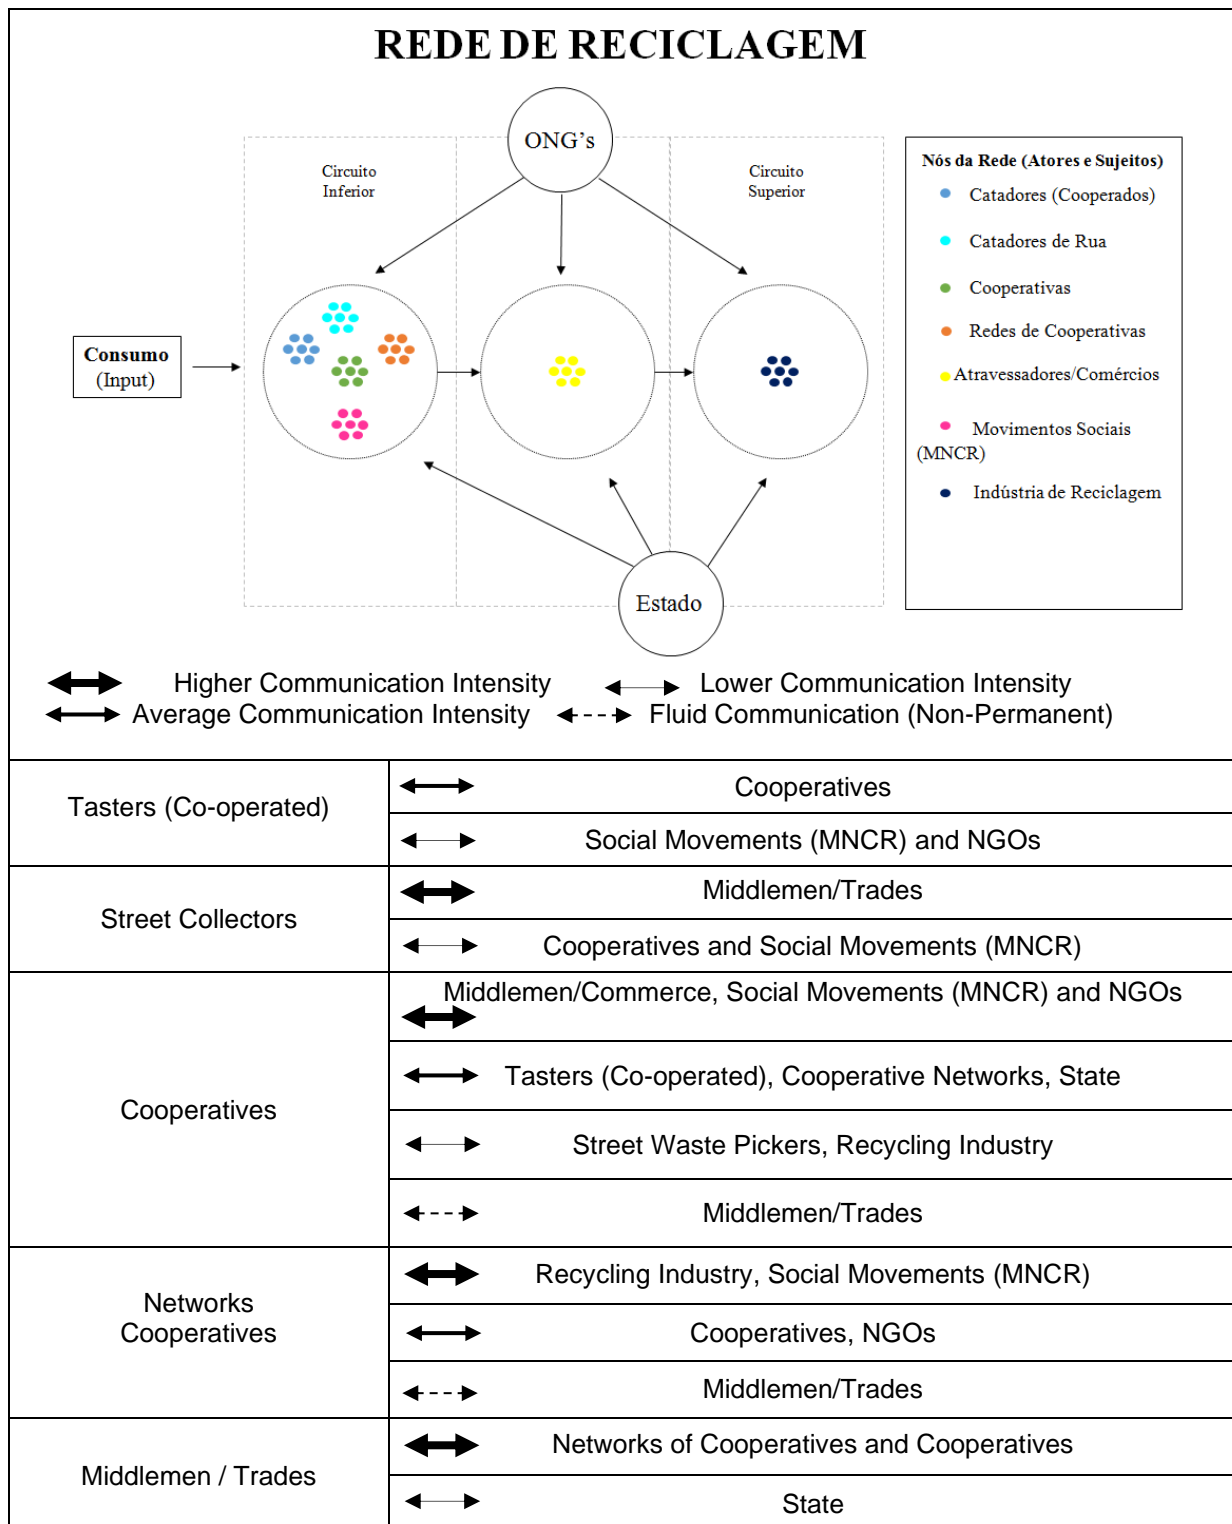 REDE DE RECICLAGEM
ONG's
Circuito
Inferior
Circuito
Superior
Consumo
(Input)
Estado
Nós da Rede (Atores e Sujeitos)
Catadores (Cooperados)
Catadores de Rua
Cooperativas
Redes de Cooperativas
Atravessadores/Comércios
Movimentos Sociais
(MNCR)
Indústria de Reciclagem
Higher Communication Intensity
Lower Communication Intensity
Average Communication Intensity
Fluid Communication (Non-Permanent)
Tasters (Co-operated)
Cooperatives
Social Movements (MNCR) and NGOs
Street Collectors
Middlemen/Trades
Cooperatives and Social Movements (MNCR)
Cooperatives
Middlemen/Commerce, Social Movements (MNCR) and NGOs
Tasters (Co-operated), Cooperative Networks, State
Street Waste Pickers, Recycling Industry
Middlemen/Trades
Networks
Cooperatives
Recycling Industry, Social Movements (MNCR)
Cooperatives, NGOs
Middlemen/Trades
Middlemen / Trades
Networks of Cooperatives and Cooperatives
State